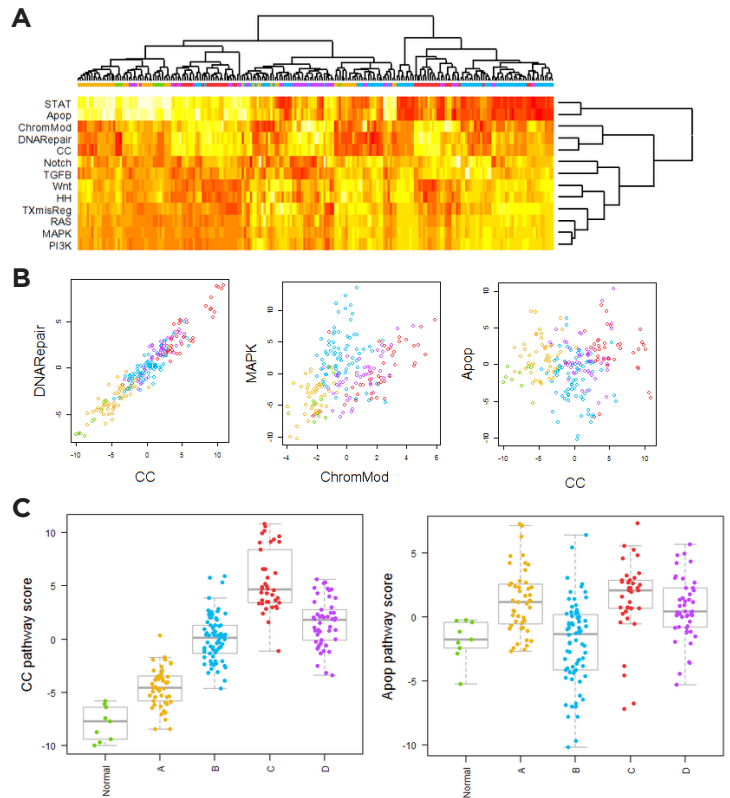 A
STAT
Apop
ChromMod
DNARepair
CC
Notch
TGFB
Wnt
HH
TXmisReg
RAS
MAPK
PI3K
B
DNARepair
5
0
-5
-10 -5 0 5 10
CC
MAPK
10
5
0
-5
-10
-4 -2 0 2 4 6
ChromMod
Apop
10
5
0
-5
-10
-10 -5 0 5 10
CC
C
CC pathway score
10
5
0
-5
-10
Normal A B C D
Apop pathway score
5
0
-5
-10
Normal A B C D